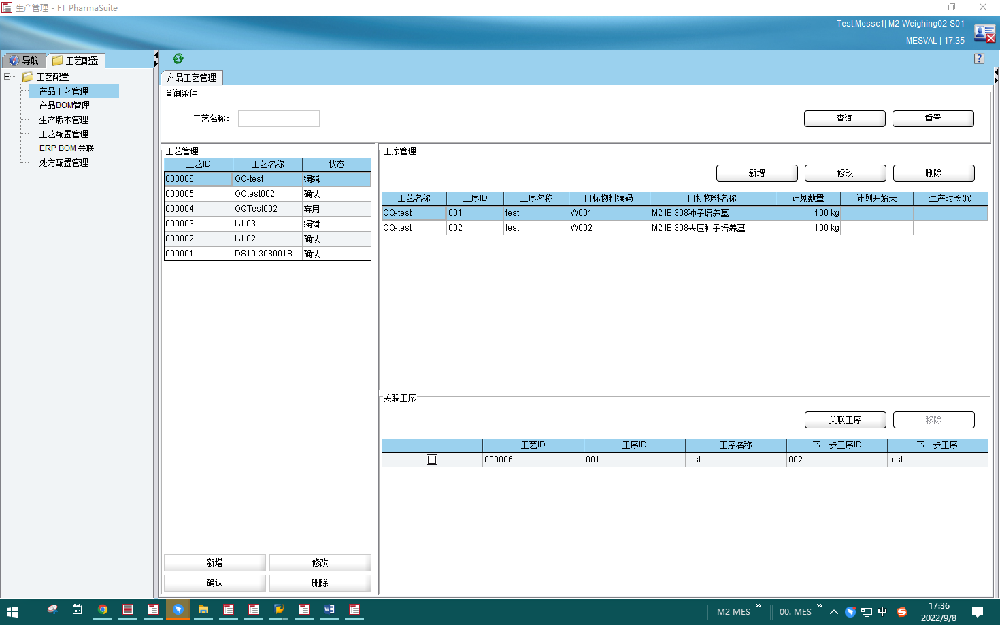 生产管理 - FT PharmaSuite
---Test.Messc1| M2-Weighing02-S01
MESVAL | 17:35
导航 工艺配置
工艺配置
产品工艺管理
产品BOM管理
生产版本管理
工艺配置管理
ERP BOM 关联
处方配置管理
产品工艺管理
查询条件
工艺名称: 查询 重置
工艺管理
工艺ID 工艺名称 状态
000006 OQ-test 编辑
000005 OQtest002 确认
000004 OQTest002 弃用
000003 LJ-03 编辑
000002 LJ-02 确认
000001 DS10-308001B 确认
新增 修改
确认 删除
工序管理
新增 修改 删除
工艺名称 工序ID 工序名称 目标物料编码 目标物料名称 计划数量 计划开始天 生产时长(h)
OQ-test 001 test W001 M2 IBI308种子培养基 100 kg
OQ-test 002 test W002 M2 IBI308去压种子培养基 100 kg
关联工序
关联工序 移除
工艺ID 工序ID 工序名称 下一步工序ID 下一步工序
000006 001 test 002 test
M2 MES » 00. MES » 中 17:36
2022/9/8